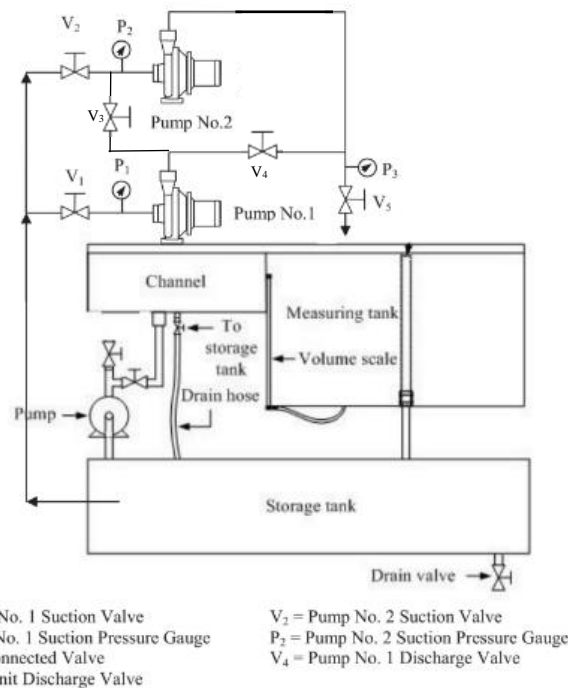 V₂
P₂
V₃
Pump No.2
V₁
P₁
V₄
P₃
V₅
Pump No.1
Channel
To
storage
tank
Measuring tank
Volume scale
Drain hose
Pump
Storage tank
Drain valve
No. 1 Suction Valve
V₂ = Pump No. 2 Suction Valve
No. 1 Suction Pressure Gauge
P₂ = Pump No. 2 Suction Pressure Gauge
nnected Valve
V₄ = Pump No. 1 Discharge Valve
nit Discharge Valve